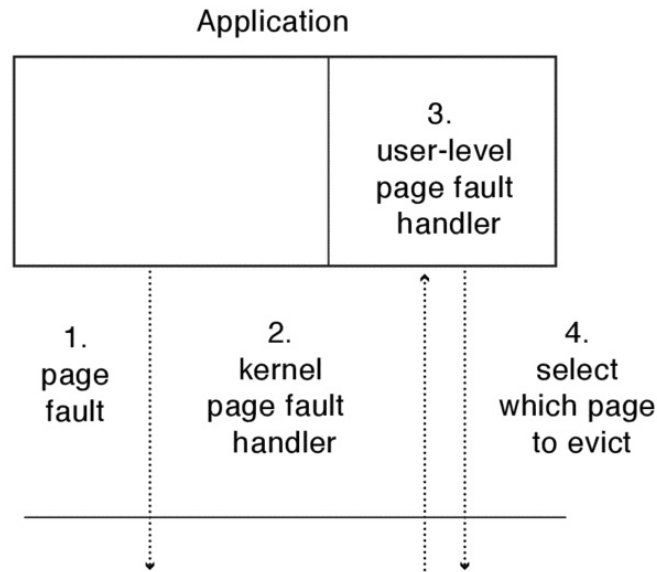 Application
3.
user-level
page fault
handler
1.
page
fault
2.
kernel
page fault
handler
4.
select
which page
to evict